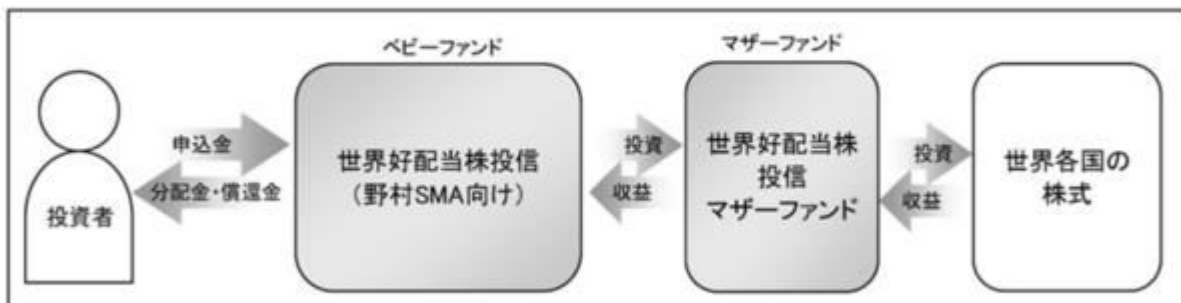 ベビーファンド
マザーファンド
申込金
分配金・償還金
投資者
世界好配当株投信
（野村SMA向け）
投資
収益
世界好配当株
投信
マザーファンド
投資
収益
世界各国の
株式